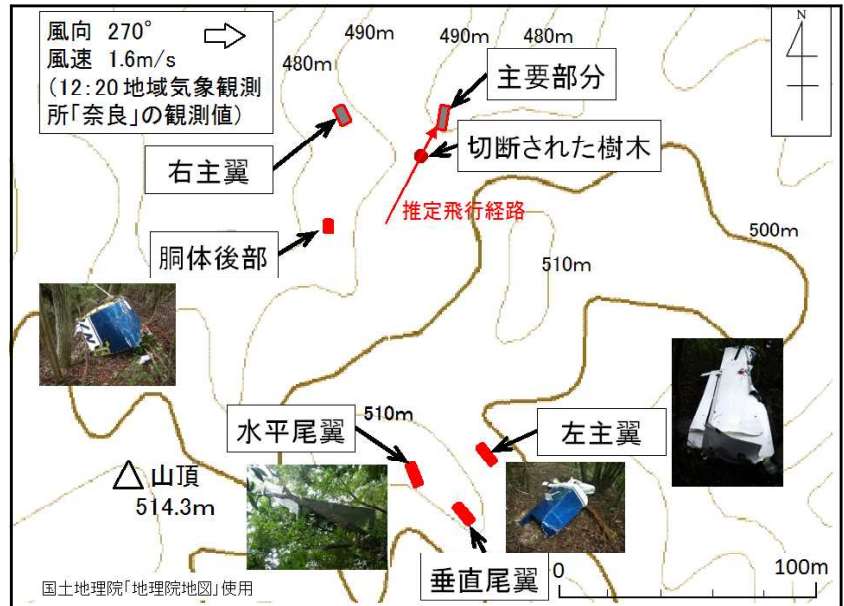 風向 270°
風速 1.6m/s
(12:20 地域気象観測
所「奈良」の観測値)
480m
490m
490m
480m
N
主要部分
切断された樹木
右主翼
推定飛行経路
500m
胴体後部
510m
510m
水平尾翼
左主翼
山頂
514.3m
垂直尾翼
0
100m
国土地理院「地理院地図」使用